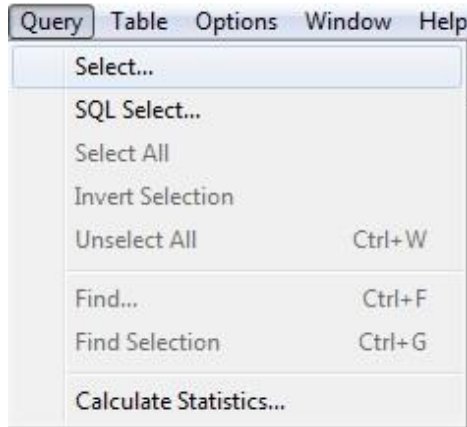 Query Table Options Window Help
Select...
SQL Select...
Select All
Invert Selection
Unselect All Ctrl+W
Find... Ctrl+F
Find Selection Ctrl+G
Calculate Statistics...